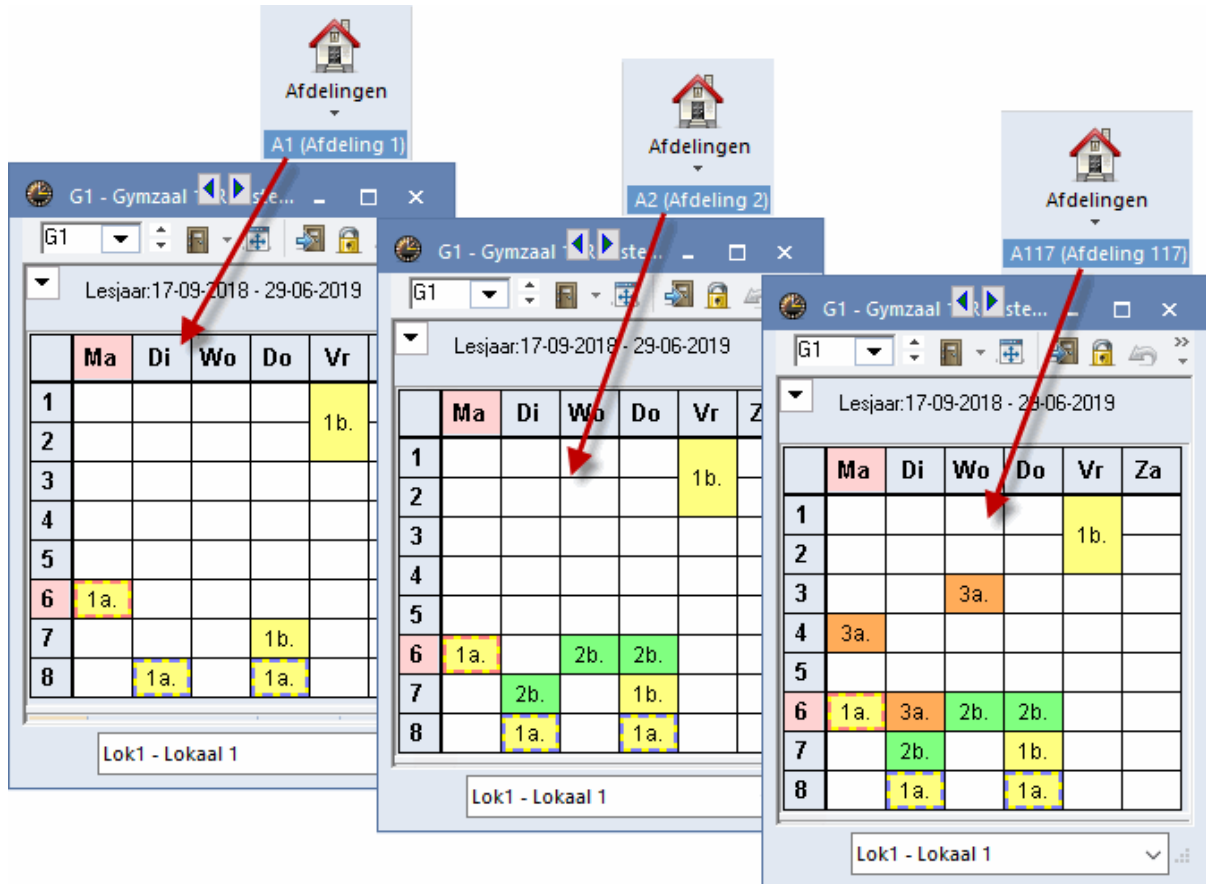 Afdelingen
A1 (Afdeling 1)
G1 - Gymzaal
G1
Lesjaar:17-09-2018 - 29-06-2019
Ma Di Wo Do Vr
1 1b.
2
3
4
5
6 1a.
7 1b.
8 1a. 1a.
Lok1 - Lokaal 1
Afdelingen
A2 (Afdeling 2)
G1 - Gymzaal
G1
Lesjaar:17-09-2018 - 29-06-2019
Ma Di Wo Do Vr Z
1 1b.
2
3
4
5
6 1a. 2b. 2b.
7 2b. 1b.
8 1a. 1a.
Lok1 - Lokaal 1
Afdelingen
A117 (Afdeling 117)
G1 - Gymzaal
G1
Lesjaar:17-09-2018 - 29-06-2019
Ma Di Wo Do Vr Za
1 1b.
2
3 3a.
4 3a.
5
6 1a. 3a. 2b. 2b.
7 2b. 1b.
8 1a. 1a.
Lok1 - Lokaal 1